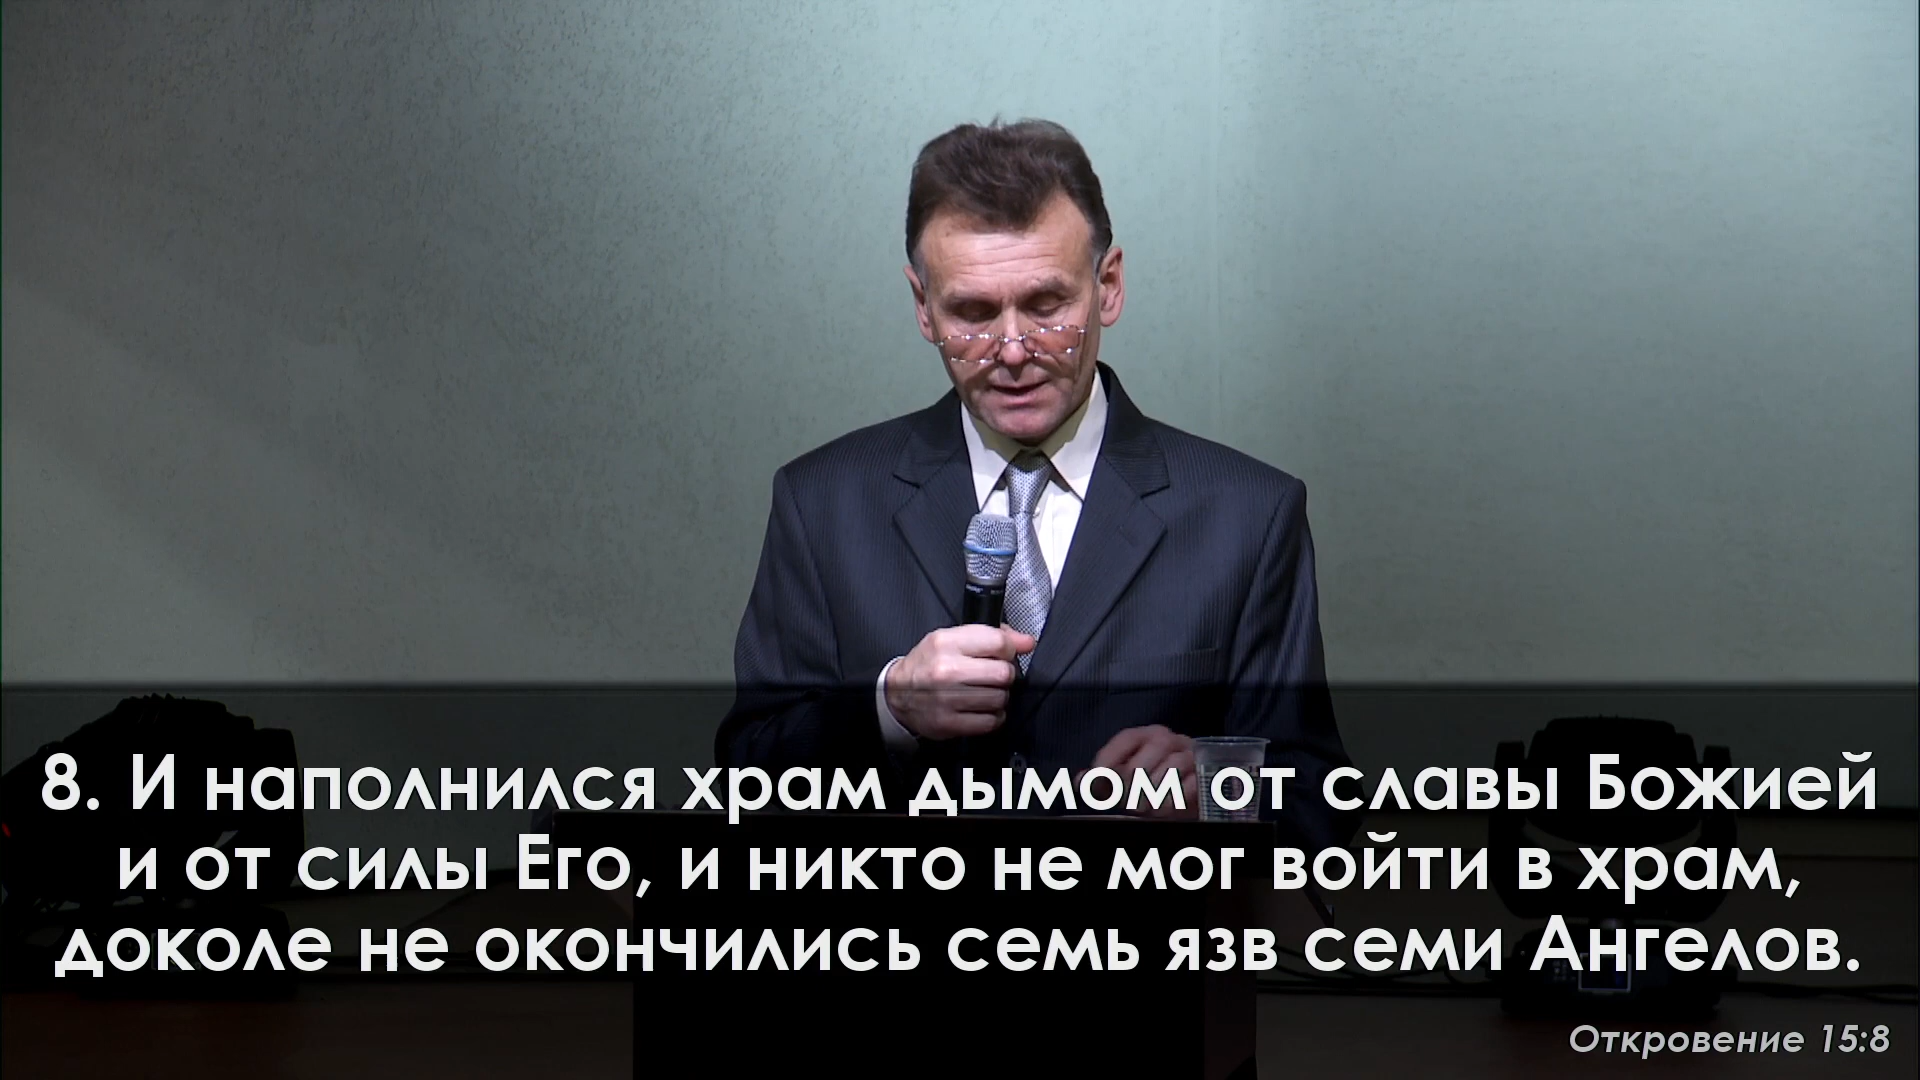 8. И наполнился храм дымом от славы Божией
и от силы Его, и никто не мог войти в храм,
доколе не окончились семь язв семи Ангелов.
Откровение 15:8